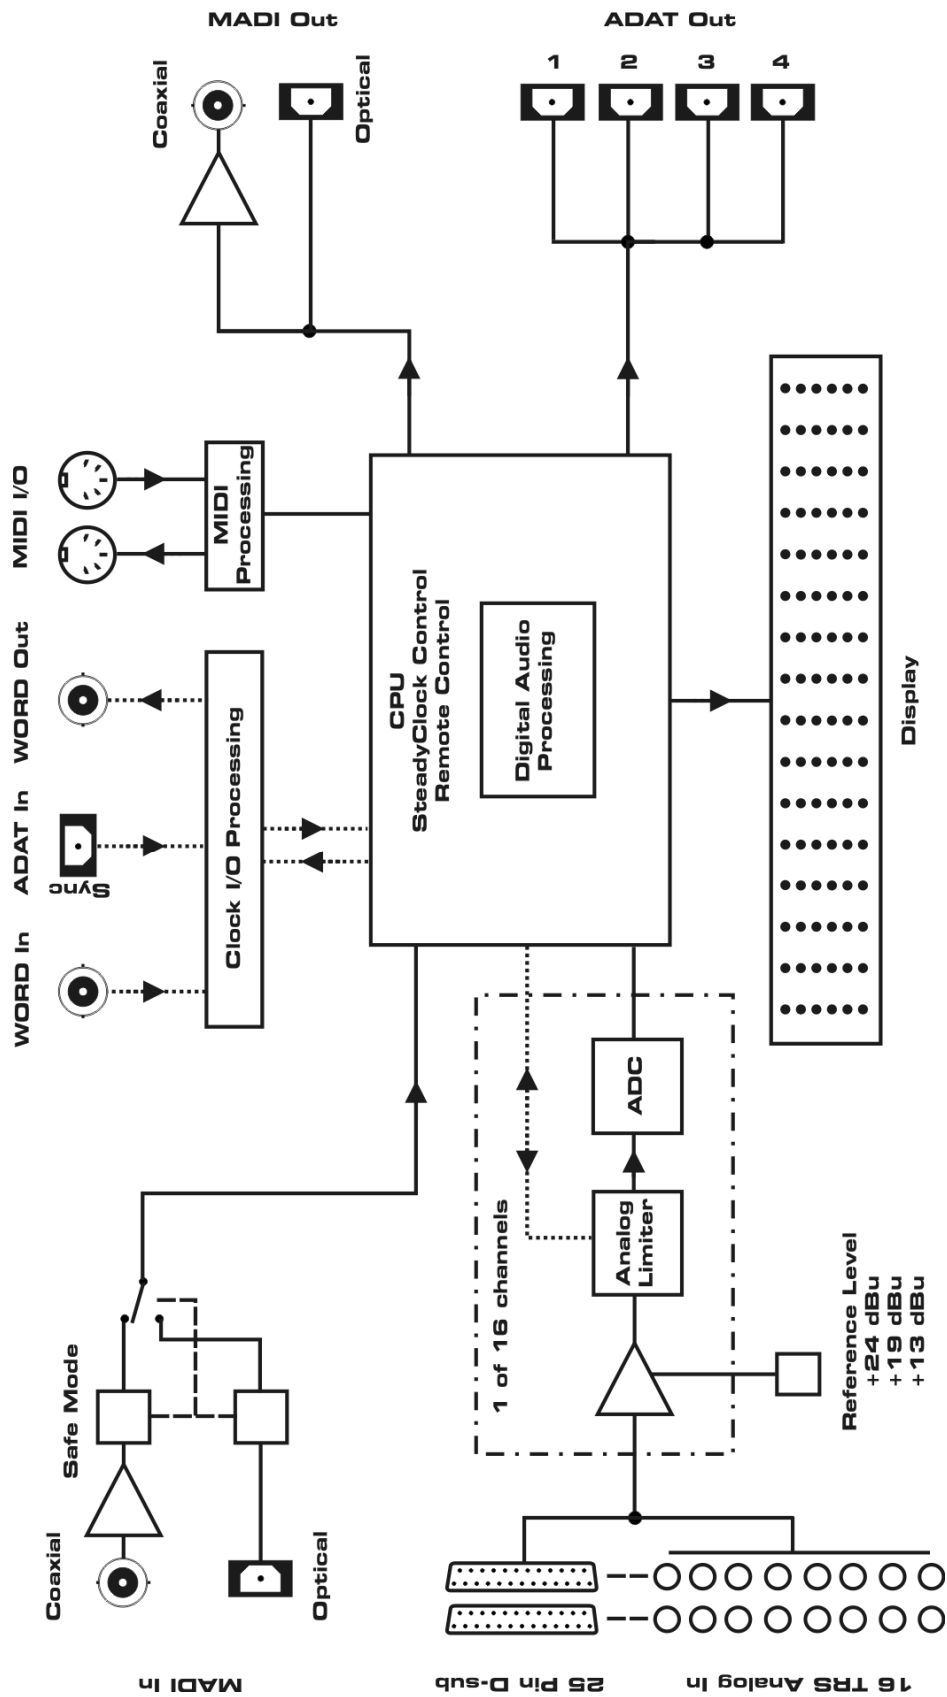 MADI Out
ADAT Out
Coaxial
Optical
1
2
3
4
MIDI I/O
MIDI
Processing
WORD Out
ADAT In
Sync
WORD In
Clock I/O Processing
CPU
SteadyClock Control
Remote Control
Digital Audio
Processing
Display
ADC
Analog
Limiter
1 of 16 channels
Reference Level
+24 dBu
+19 dBu
+13 dBu
Safe Mode
Coaxial
Optical
MADI In
25 Pin D-sub
16 TRS Analog In